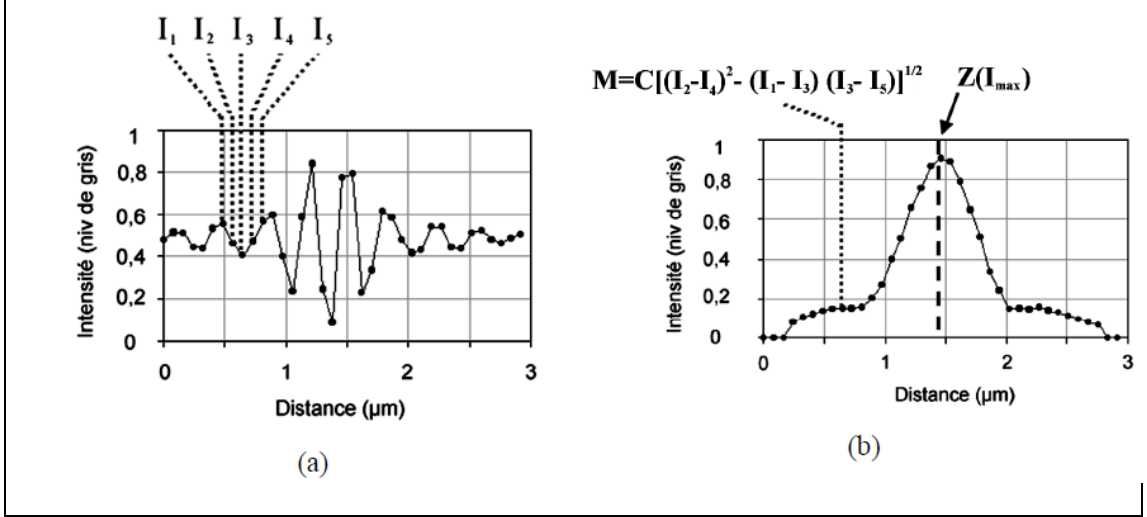 I₁ I₂ I₃ I₄ I₅
1
0,8
0,6
0,4
0,2
0
Intensité (niv de gris)
0 1 2 3
Distance (µm)
(a)
M=C[(I₂-I₄)²- (I₁- I₃) (I₃- I₅)]¹ᐟ² Z(Iₘₐₓ)
1
0,8
0,6
0,4
0,2
0
Intensité (niv de gris)
0 1 2 3
Distance (µm)
(b)